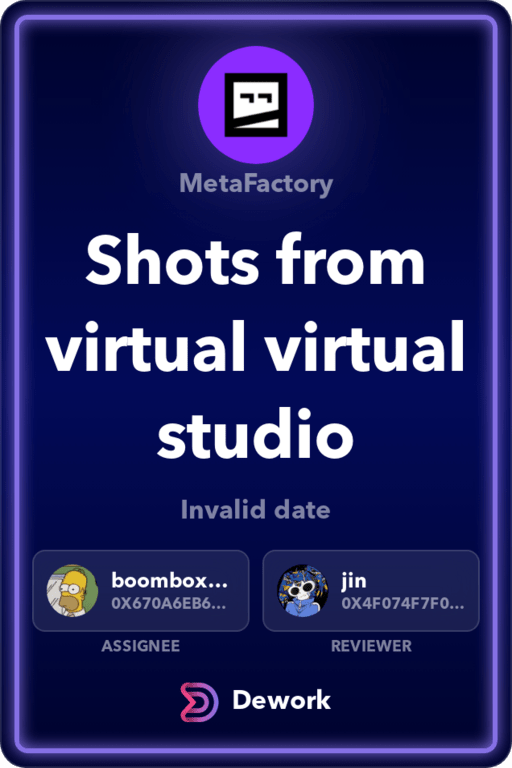 MetaFactory
Shots from
virtual virtual
studio
Invalid date
boombox...
0X670A6EB6...
jin
0X4F074F7F0...
ASSIGNEE
REVIEWER
Dework